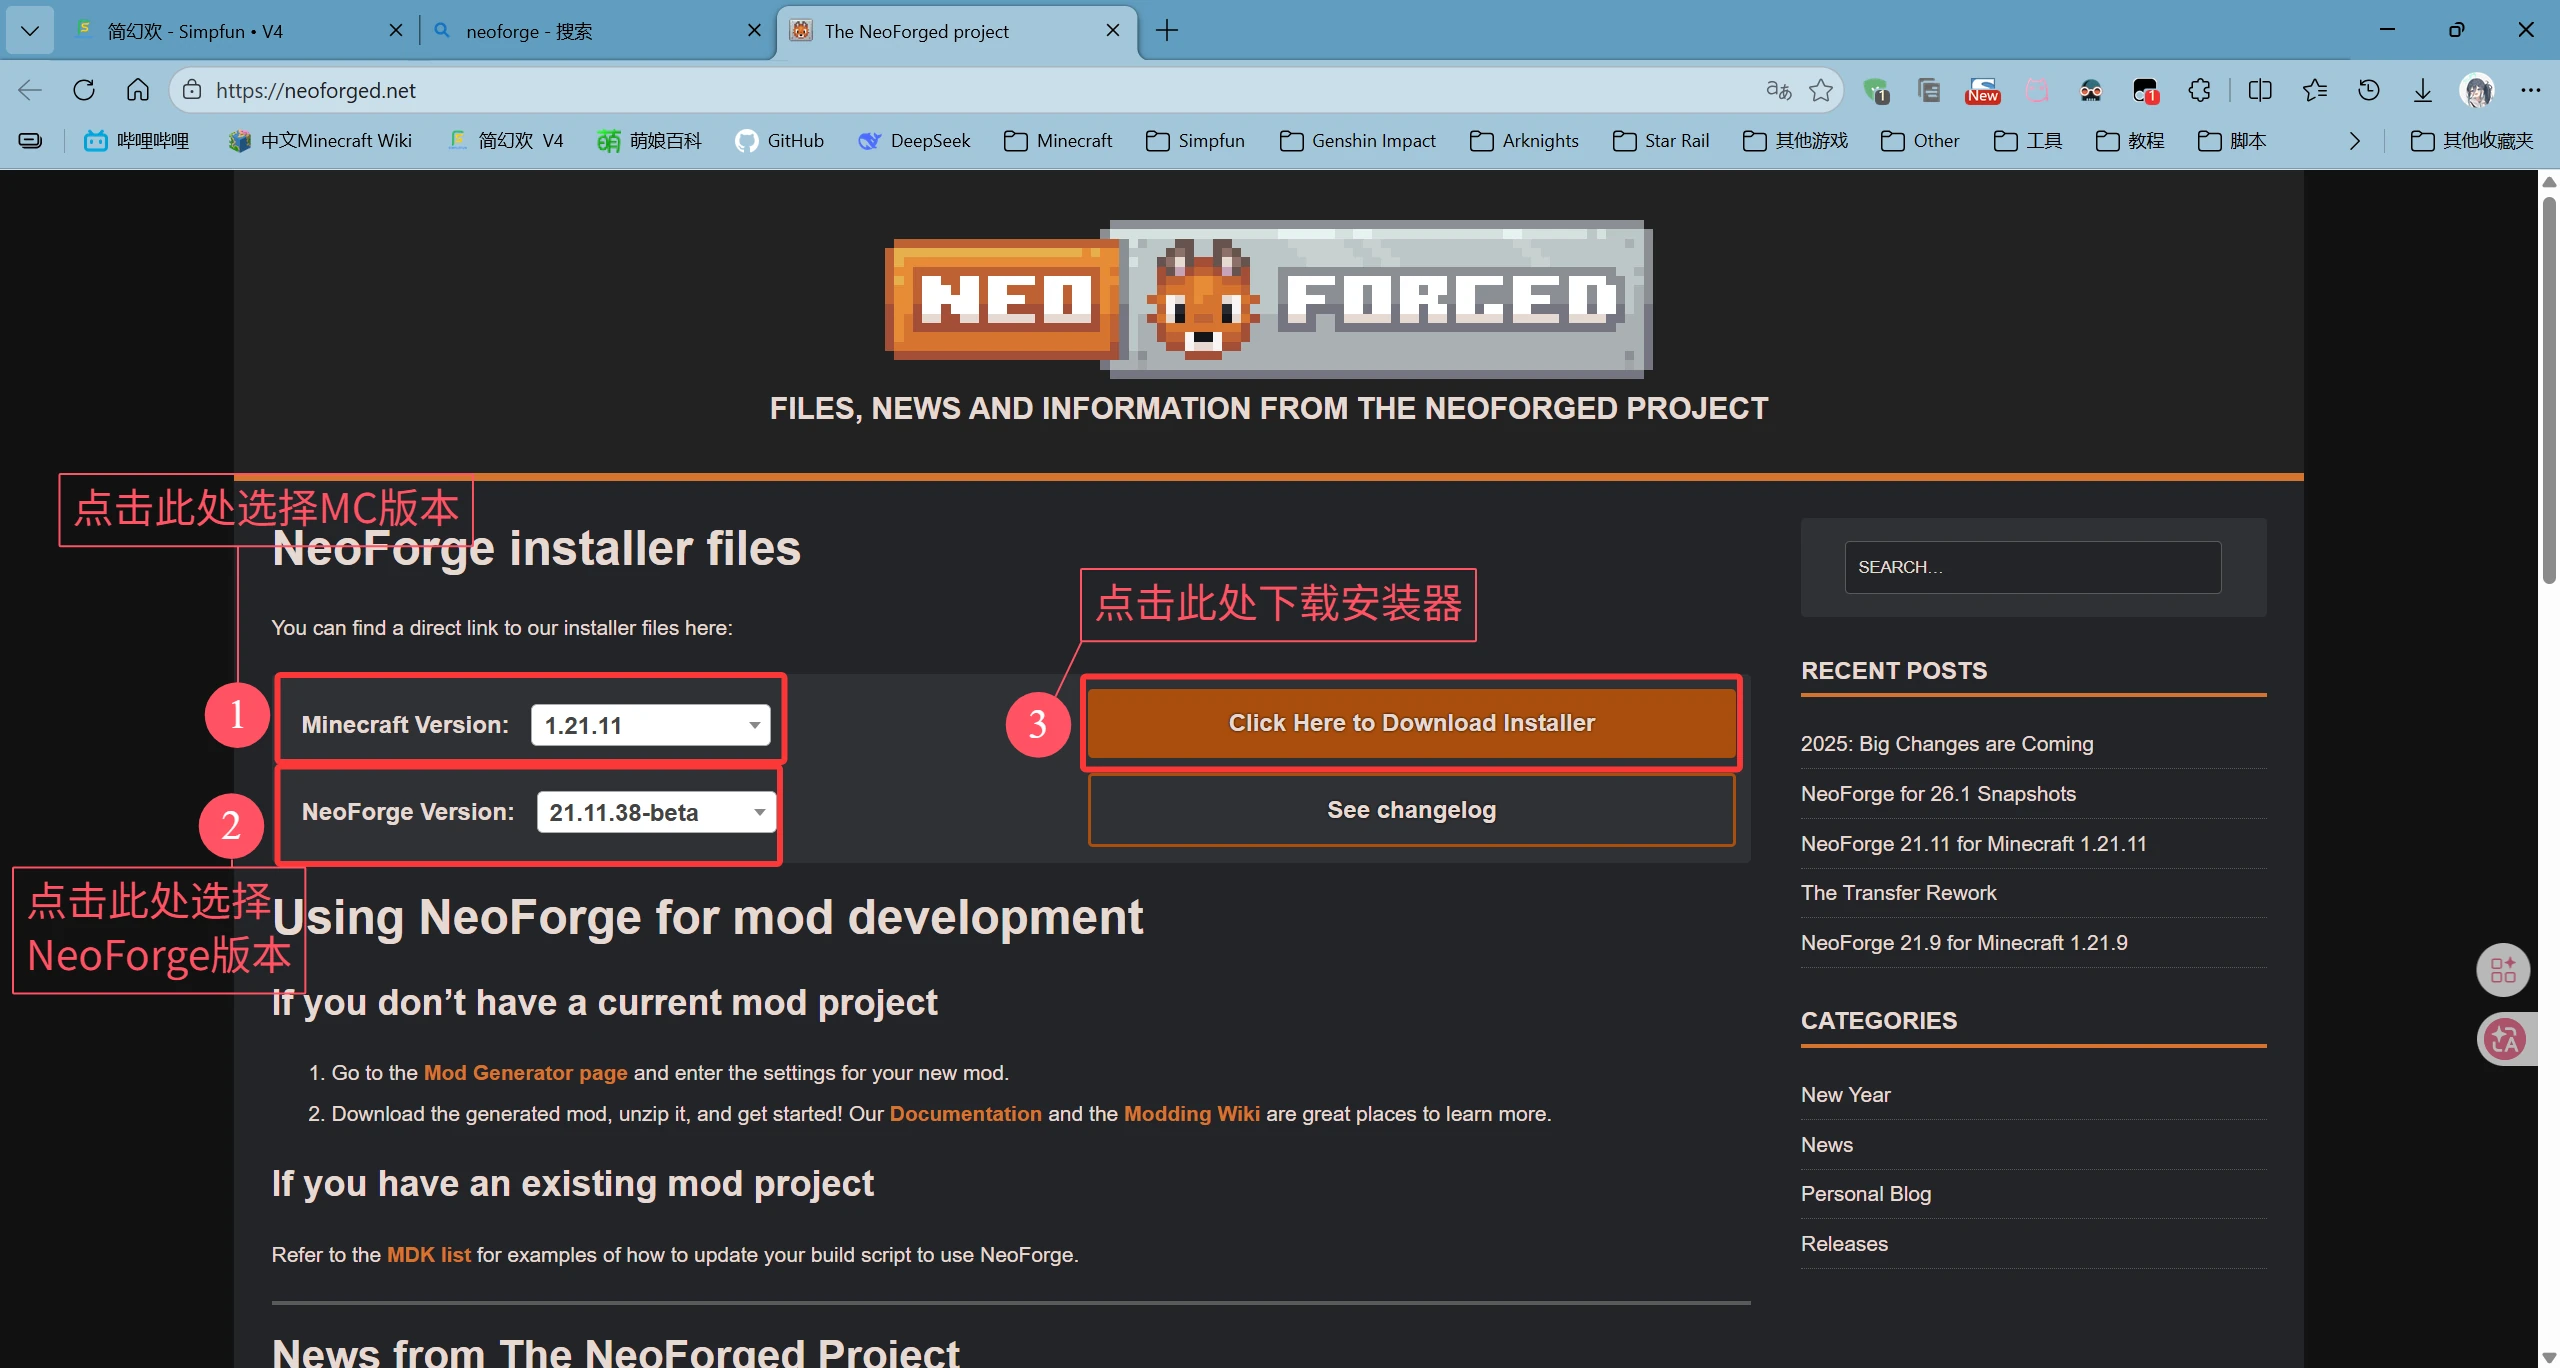 简幻欢 - Simpfun • V4
neoforge - 搜索
The NeoForged project
https://neoforged.net
aあ
1
New
1
哔哩哔哩
中文Minecraft Wiki
简幻欢 V4
萌
萌娘百科
GitHub
DeepSeek
Minecraft
Simpfun
Genshin Impact
Arknights
Star Rail
其他游戏
Other
工具
教程
脚本
其他收藏夹
NEO FORGED
FILES, NEWS AND INFORMATION FROM THE NEOFORGED PROJECT
点击此处选择MC版本
NeoForge installer files
You can find a direct link to our installer files here:
点击此处下载安装器
1
Minecraft Version:
1.21.11
3
Click Here to Download Installer
2
NeoForge Version:
21.11.38-beta
See changelog
点击此处选择
NeoForge版本
Using NeoForge for mod development
If you don’t have a current mod project
1. Go to the Mod Generator page and enter the settings for your new mod.
2. Download the generated mod, unzip it, and get started! Our Documentation and the Modding Wiki are great places to learn more.
If you have an existing mod project
Refer to the MDK list for examples of how to update your build script to use NeoForge.
News from The NeoForged Project
SEARCH...
RECENT POSTS
2025: Big Changes are Coming
NeoForge for 26.1 Snapshots
NeoForge 21.11 for Minecraft 1.21.11
The Transfer Rework
NeoForge 21.9 for Minecraft 1.21.9
CATEGORIES
New Year
News
Personal Blog
Releases